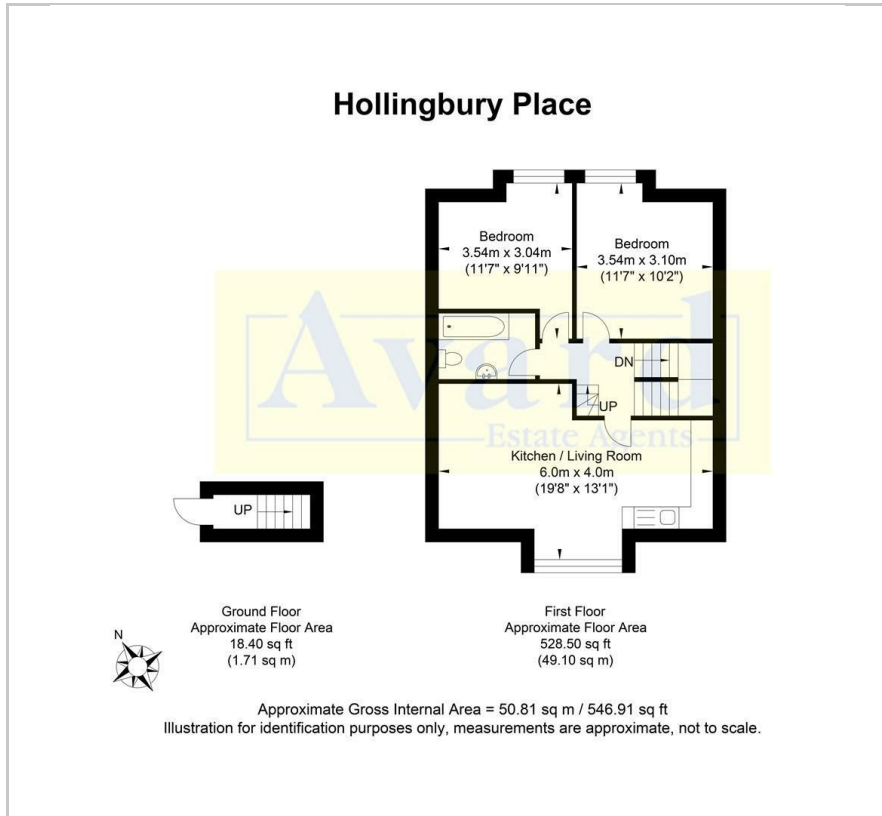 Hollingbury Place
Bedroom
3.54m x 3.04m
(11'7" x 9'11")
Bedroom
3.54m x 3.10m
(11'7" x 10'2")
Avard
Estate Agents
DN
UP
Kitchen / Living Room
6.0m x 4.0m
(19'8" x 13'1")
UP
Ground Floor
Approximate Floor Area
18.40 sq ft
(1.71 sq m)
First Floor
Approximate Floor Area
528.50 sq ft
(49.10 sq m)
N
Approximate Gross Internal Area = 50.81 sq m / 546.91 sq ft
Illustration for identification purposes only, measurements are approximate, not to scale.